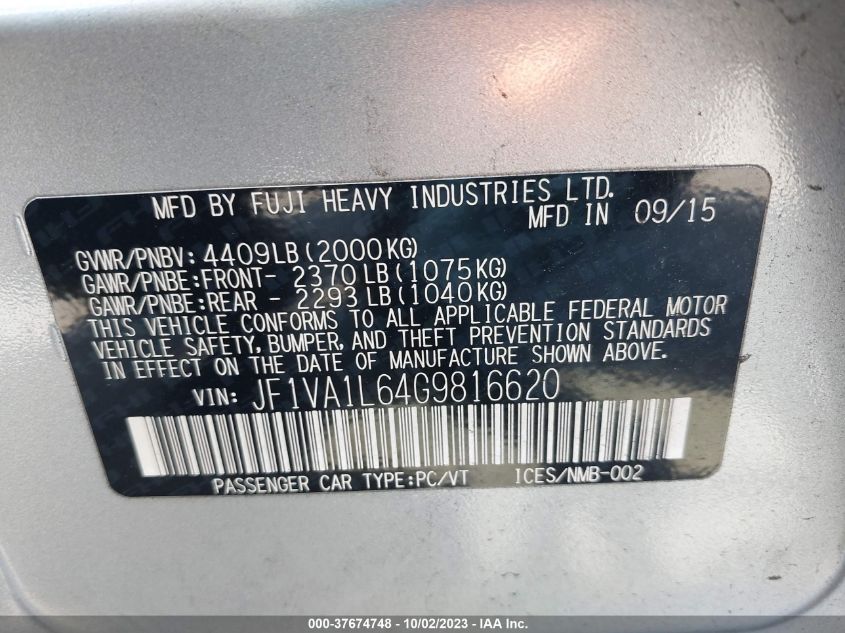 MFD BY FUJI HEAVY INDUSTRIES LTD.
MFD IN 09/15
GVWR/PNBV: 4409LB(2000KG)
GAWR/PNBE:FRONT- 2370LB(1075KG)
GAWR/PNBE:REAR - 2293LB(1040KG)
THIS VEHICLE CONFORMS TO ALL APPLICABLE FEDERAL MOTOR
VEHICLE SAFETY, BUMPER, AND THEFT PREVENTION STANDARDS
IN EFFECT ON THE DATE OF MANUFACTURE SHOWN ABOVE.
VIN: JF1VA1L64G9816620
PASSENGER CAR TYPE:PC/VT ICES/NMB-002
000-37674748 - 10/02/2023 - IAA Inc.